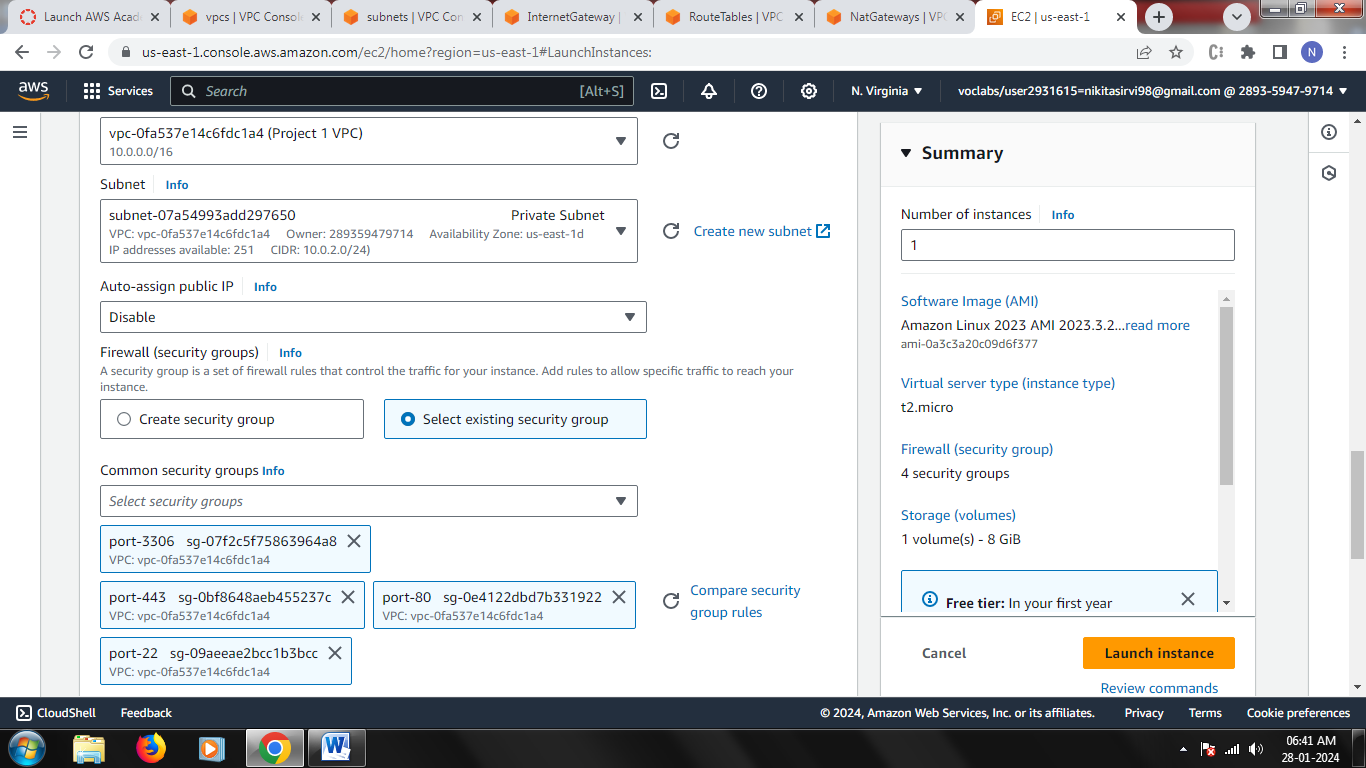 Launch AWS Acade
vpcs | VPC Consol
subnets | VPC Con
InternetGateway |
RouteTables | VPC
NatGateways | VPC
EC2 | us-east-1
us-east-1.console.aws.amazon.com/ec2/home?region=us-east-1#LaunchInstances:
N
aws
Services
Search
[Alt+S]
N. Virginia
voclabs/user2931615=nikitasirvi98@gmail.com @ 2893-5947-9714
vpc-0fa537e14c6fdc1a4 (Project 1 VPC)
10.0.0.0/16
Subnet Info
subnet-07a54993add297650 Private Subnet
VPC: vpc-0fa537e14c6fdc1a4 Owner: 289359479714 Availability Zone: us-east-1d
IP addresses available: 251 CIDR: 10.0.2.0/24)
Create new subnet
Auto-assign public IP Info
Disable
Firewall (security groups) Info
A security group is a set of firewall rules that control the traffic for your instance. Add rules to allow specific traffic to reach your
instance.
Create security group
Select existing security group
Common security groups Info
Select security groups
port-3306 sg-07f2c5f75863964a8
VPC: vpc-0fa537e14c6fdc1a4
port-443 sg-0bf8648aeb455237c
VPC: vpc-0fa537e14c6fdc1a4
port-80 sg-0e4122dbd7b331922
VPC: vpc-0fa537e14c6fdc1a4
port-22 sg-09aeeae2bcc1b3bcc
VPC: vpc-0fa537e14c6fdc1a4
Compare security
group rules
Summary
Number of instances Info
1
Software Image (AMI)
Amazon Linux 2023 AMI 2023.3.2...read more
ami-0a3c3a20c09d6f377
Virtual server type (instance type)
t2.micro
Firewall (security group)
4 security groups
Storage (volumes)
1 volume(s) - 8 GiB
Free tier: In your first year
Cancel
Launch instance
Review commands
CloudShell
Feedback
© 2024, Amazon Web Services, Inc. or its affiliates.
Privacy
Terms
Cookie preferences
06:41 AM
28-01-2024